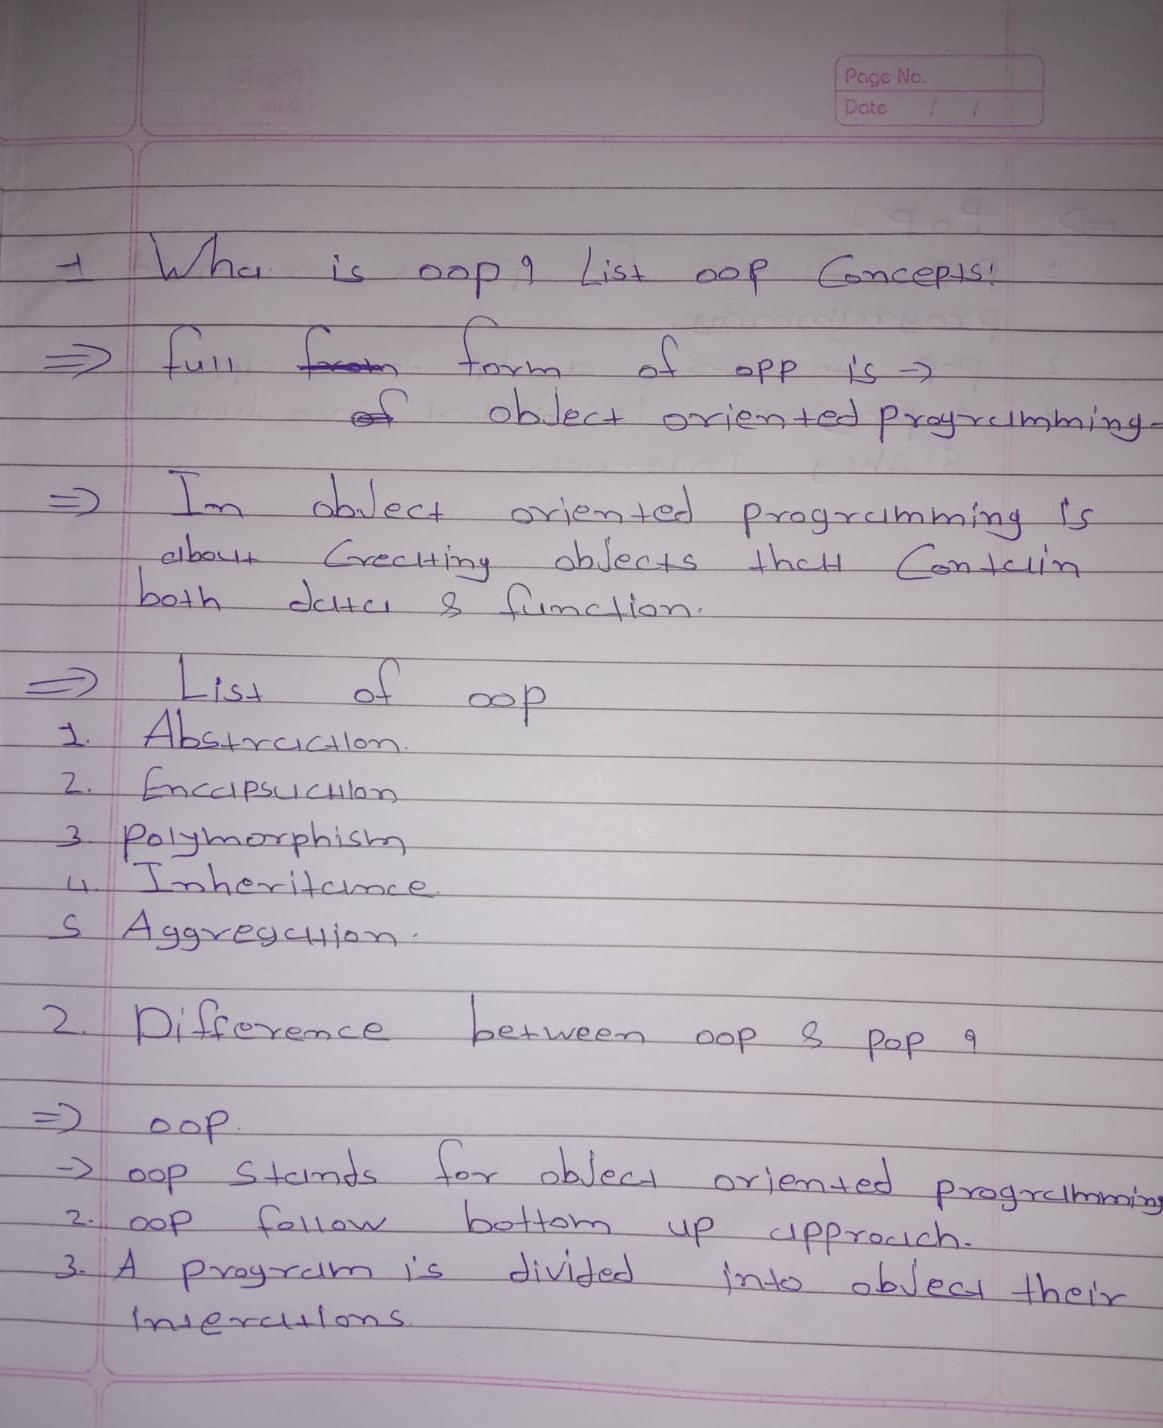 Page No.
Date / /
1 Wha is oop? List oop Concepts!
⇒ full from form of opp is →
of object oriented programming-
⇒ In object oriented programming is
about Creating objects that Contain
both data & function.
⇒ List of oop
1. Abstraction.
2. Encapsuation
3 Polymorphism
4. Inheritance.
5 Aggregation.
2. Difference between oop & pop ?
⇒ oop.
→ oop stands for object oriented programming
2. oop follow bottom up approach.
3. A program is divided into object their
Interations.